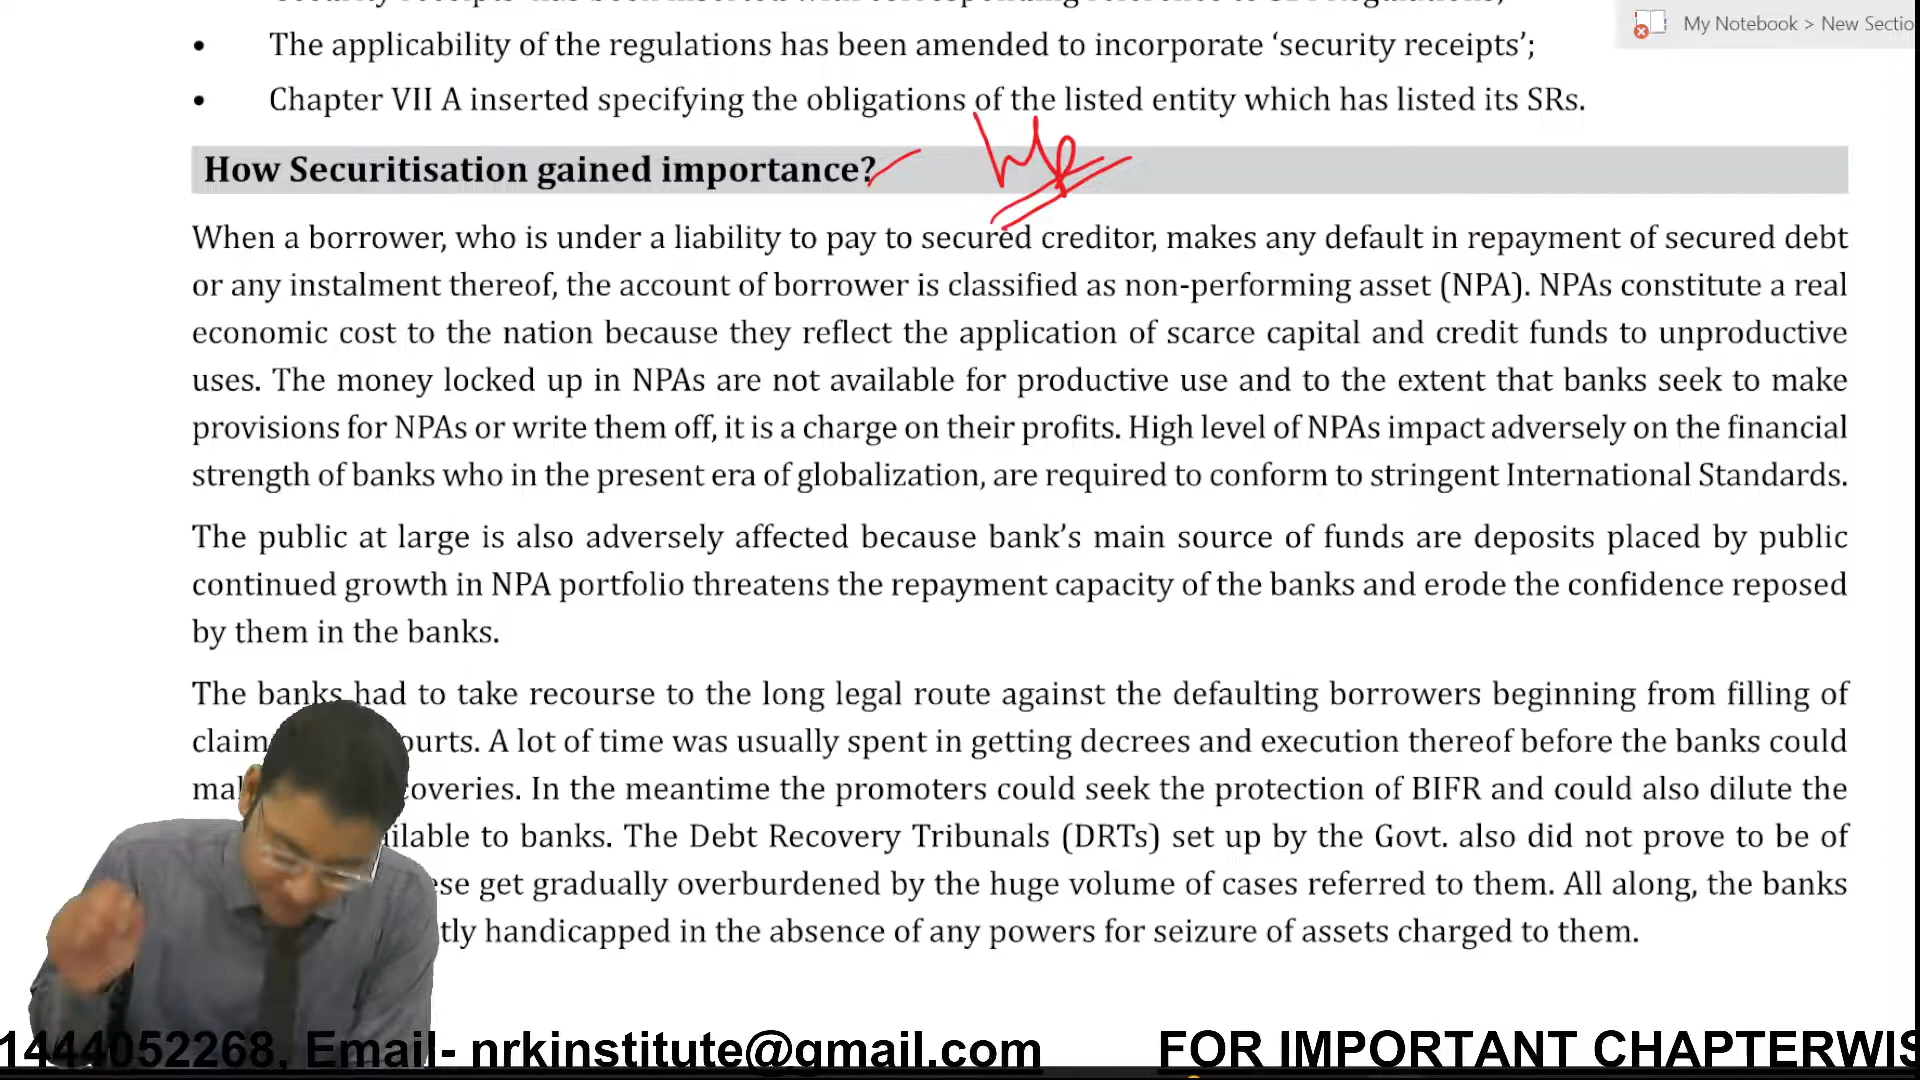 My Notebook > New Sectio
The applicability of the regulations has been amended to incorporate ‘security receipts’;
Chapter VII A inserted specifying the obligations of the listed entity which has listed its SRs.
How Securitisation gained importance?
When a borrower, who is under a liability to pay to secured creditor, makes any default in repayment of secured debt
or any instalment thereof, the account of borrower is classified as non-performing asset (NPA). NPAs constitute a real
economic cost to the nation because they reflect the application of scarce capital and credit funds to unproductive
uses. The money locked up in NPAs are not available for productive use and to the extent that banks seek to make
provisions for NPAs or write them off, it is a charge on their profits. High level of NPAs impact adversely on the financial
strength of banks who in the present era of globalization, are required to conform to stringent International Standards.
The public at large is also adversely affected because bank’s main source of funds are deposits placed by public
continued growth in NPA portfolio threatens the repayment capacity of the banks and erode the confidence reposed
by them in the banks.
The banks had to take recourse to the long legal route against the defaulting borrowers beginning from filling of
claim ourts. A lot of time was usually spent in getting decrees and execution thereof before the banks could
coveries. In the meantime the promoters could seek the protection of BIFR and could also dilute the
ilable to banks. The Debt Recovery Tribunals (DRTs) set up by the Govt. also did not prove to be of
ese get gradually overburdened by the huge volume of cases referred to them. All along, the banks
tly handicapped in the absence of any powers for seizure of assets charged to them.
1444052268, Email- nrkinstitute@gmail.com FOR IMPORTANT CHAPTERWIS